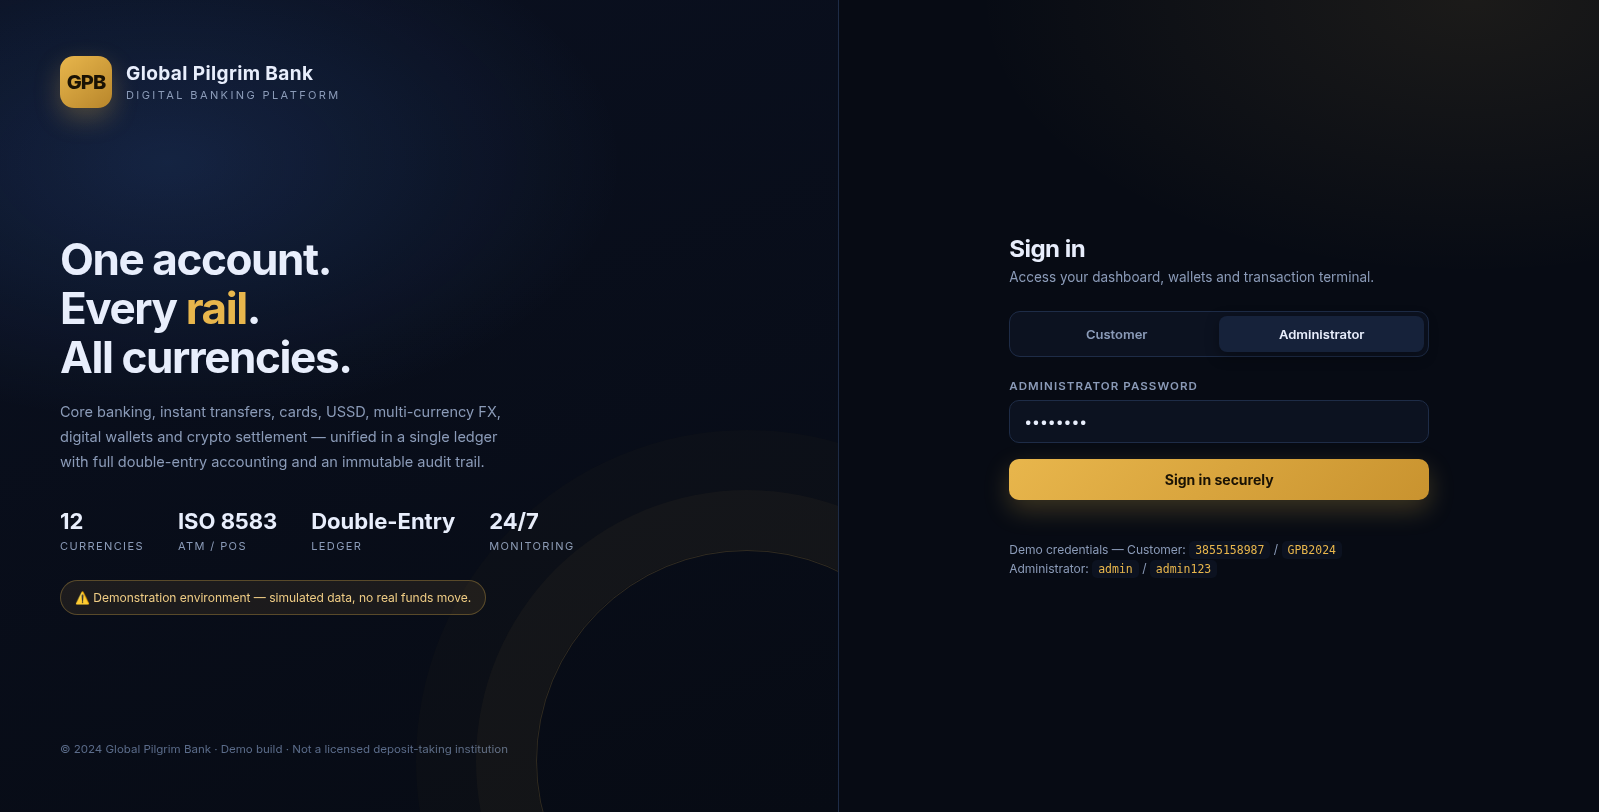 GPB
Global Pilgrim Bank
DIGITAL BANKING PLATFORM
One account.
Every rail.
All currencies.
Core banking, instant transfers, cards, USSD, multi-currency FX,
digital wallets and crypto settlement — unified in a single ledger
with full double-entry accounting and an immutable audit trail.
12
CURRENCIES
ISO 8583
ATM / POS
Double-Entry
LEDGER
24/7
MONITORING
⚠️ Demonstration environment — simulated data, no real funds move.
© 2024 Global Pilgrim Bank · Demo build · Not a licensed deposit-taking institution
Sign in
Access your dashboard, wallets and transaction terminal.
Customer
Administrator
ADMINISTRATOR PASSWORD
••••••••
Sign in securely
Demo credentials — Customer: 3855158987 / GPB2024
Administrator: admin / admin123